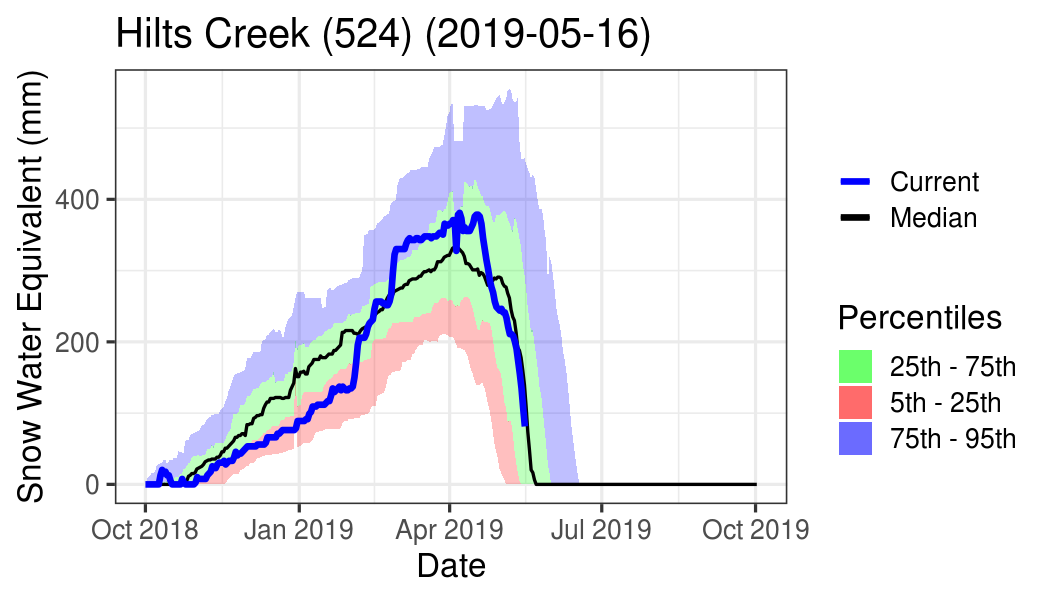 Hilts Creek (524) (2019-05-16)
Snow Water Equivalent (mm)
400
200
0
Oct 2018
Jan 2019
Apr 2019
Jul 2019
Oct 2019
Date
Current
Median
Percentiles
25th - 75th
5th - 25th
75th - 95th